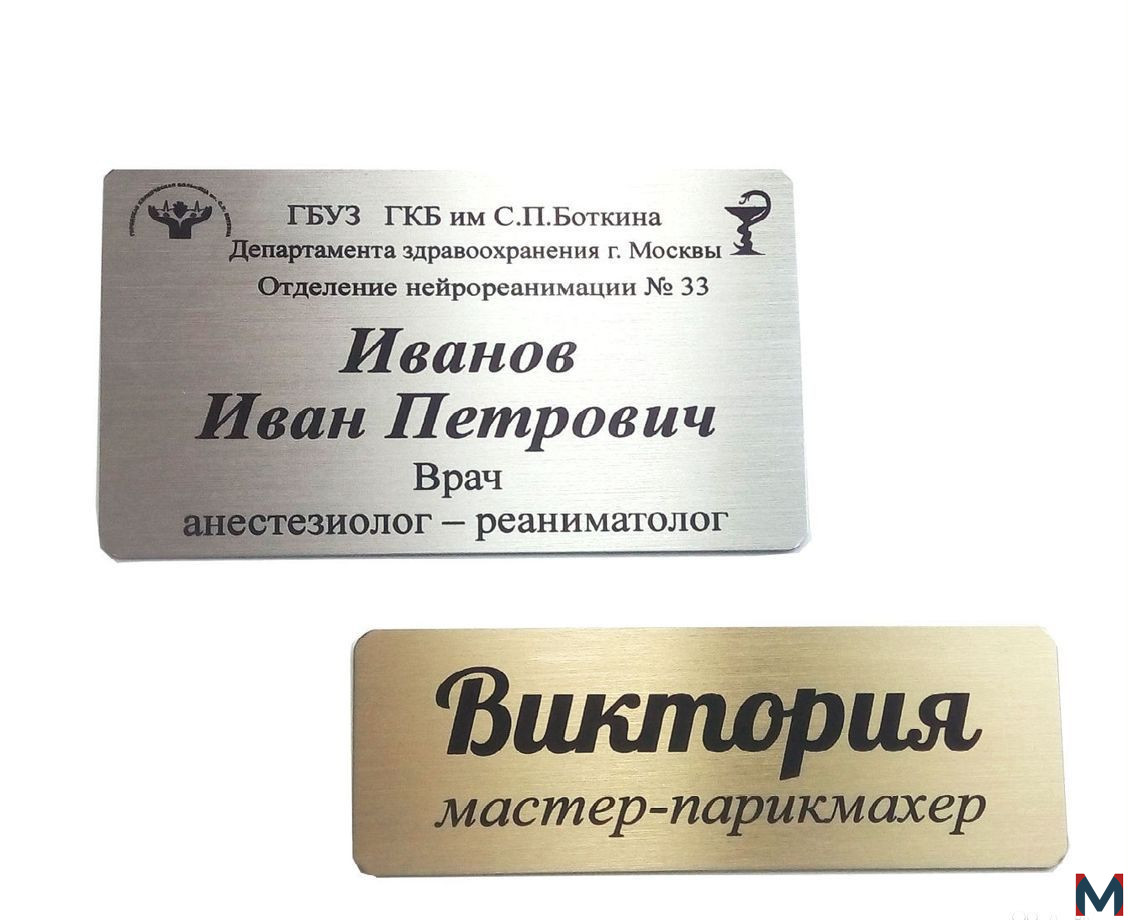 ГБУЗ ГКБ им С.П.Боткина
Департамента здравоохранения г. Москвы
Отделение нейрореанимации № 33
Иванов
Иван Петрович
Врач
анестезиолог – реаниматолог
Виктория
мастер-парикмахер
М